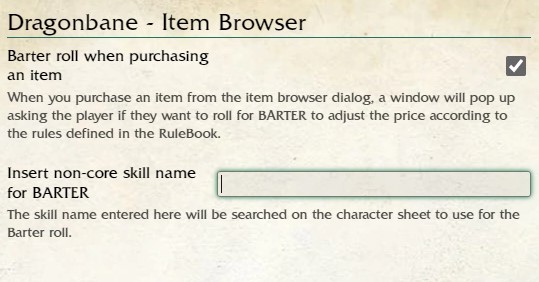 Dragonbane - Item Browser
Barter roll when purchasing
an item
When you purchase an item from the item browser dialog, a window will pop up
asking the player if they want to roll for BARTER to adjust the price according to
the rules defined in the RuleBook.
Insert non-core skill name
for BARTER
The skill name entered here will be searched on the character sheet to use for the
Barter roll.